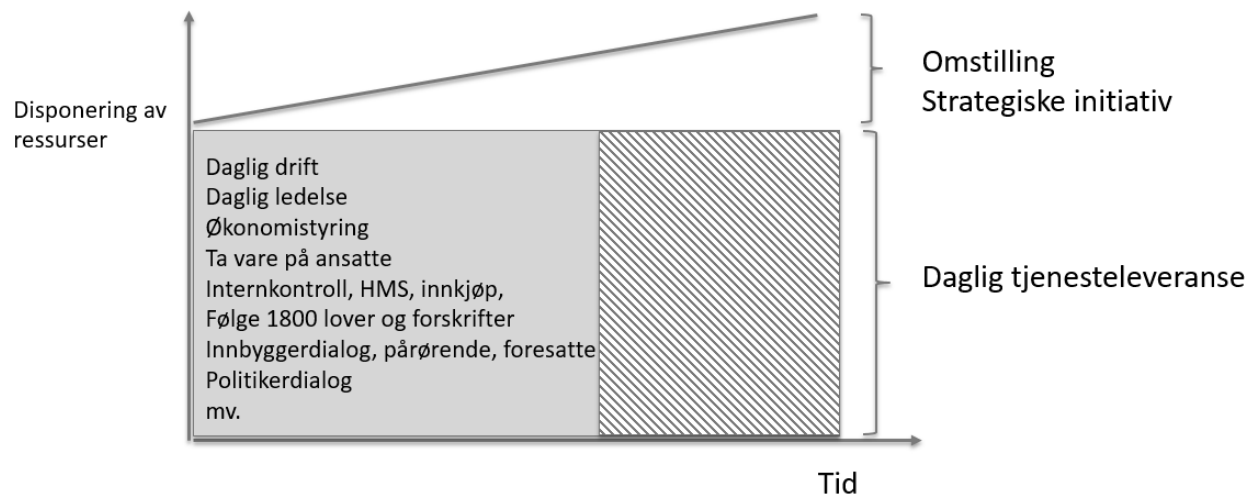 Disponering av
ressurser
Omstilling
Strategiske initiativ
Daglig drift
Daglig ledelse
Økonomistyring
Ta vare på ansatte
Internkontroll, HMS, innkjøp,
Følge 1800 lover og forskrifter
Innbyggerdialog, pårørende, foresatte
Politikerdialog
mv.
Daglig tjenesteleveranse
Tid